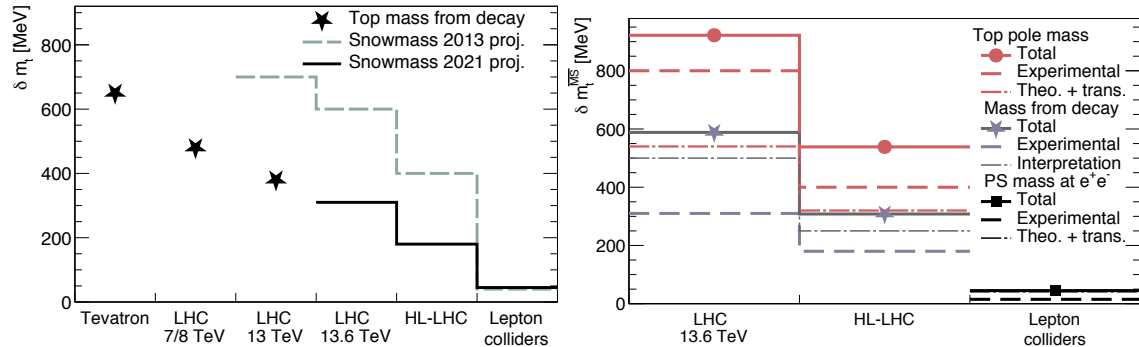 δ m_t [MeV]
800
600
400
200
0
★ Top mass from decay
Snowmass 2013 proj.
Snowmass 2021 proj.
Tevatron
LHC
7/8 TeV
LHC
13 TeV
LHC
13.6 TeV
HL-LHC
Lepton
colliders
δ m_t^{\overline{MS}} [MeV]
800
600
400
200
0
Top pole mass
Total
Experimental
Theo. + trans.
Mass from decay
Total
Experimental
Interpretation
PS mass at e⁺e⁻
Total
Experimental
Theo. + trans.
LHC
13.6 TeV
HL-LHC
Lepton
colliders